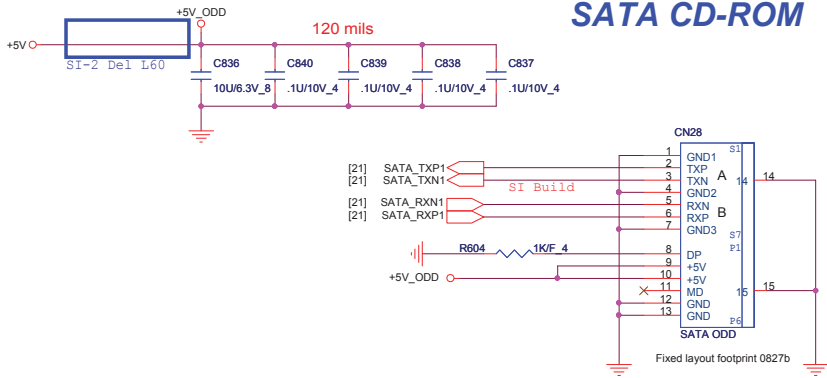 SATA CD-ROM
+5V_ODD
120 mils
+5V
SI-2 Del L60
C836
C840
C839
C838
C837
10U/6.3V_8
.1U/10V_4
.1U/10V_4
.1U/10V_4
.1U/10V_4
CN28
[21] SATA_TXP1
[21] SATA_TXN1
SI Build
[21] SATA_RXN1
[21] SATA_RXP1
R604
1K/F_4
+5V_ODD
1 GND1 S1
2 TXP
3 TXN A 14 14
4 GND2
5 RXN
6 RXP B
7 GND3
S7
P1
8 DP
9 +5V
10 +5V
11 MD 15 15
12 GND
13 GND
P6
SATA ODD
Fixed layout footprint 0827b